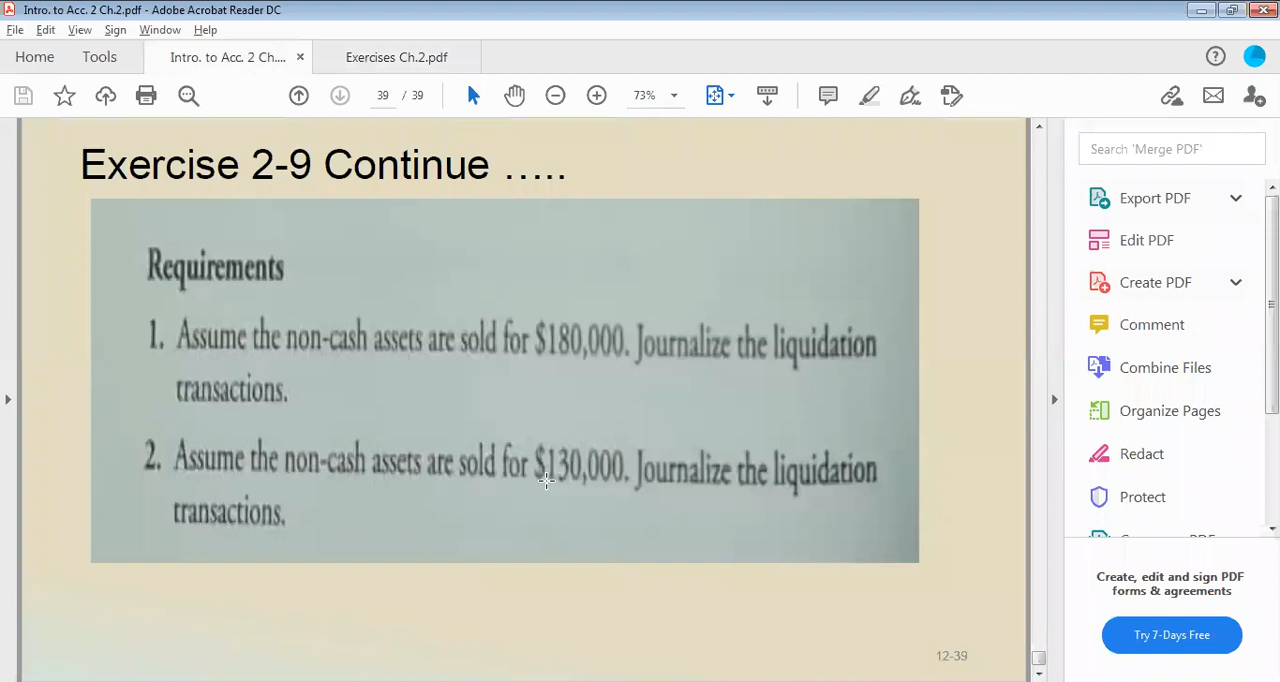 Intro. to Acc. 2 Ch.2.pdf - Adobe Acrobat Reader DC
File Edit View Sign Window Help
Home Tools Intro. to Acc. 2 Ch.... × Exercises Ch.2.pdf
39 / 39 73%
Search 'Merge PDF'
Exercise 2-9 Continue …..
Requirements
1. Assume the non-cash assets are sold for $180,000. Journalize the liquidation
transactions.
2. Assume the non-cash assets are sold for $130,000. Journalize the liquidation
transactions.
12-39
Export PDF
Edit PDF
Create PDF
Comment
Combine Files
Organize Pages
Redact
Protect
Create, edit and sign PDF
forms & agreements
Try 7-Days Free